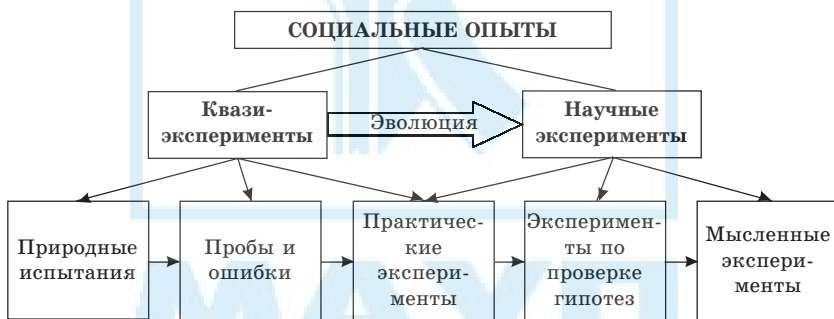 СОЦИАЛЬНЫЕ ОПЫТЫ
Квази-
эксперименты
Эволюция
Научные
эксперименты
Природные
испытания
Пробы и
ошибки
Практичес-
кие
экспери-
менты
Эксперимен-
ты по
проверке
гипотез
Мысленные
экспери-
менты
МАУП